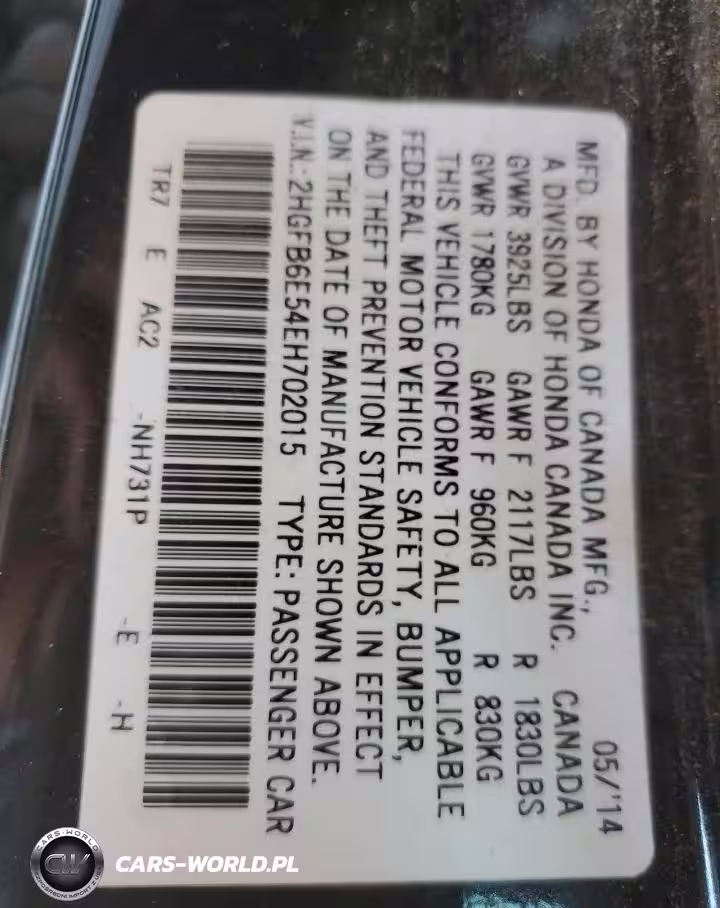 MFD. BY HONDA OF CANADA MFG., 05/'14
A DIVISION OF HONDA CANADA INC. CANADA
GVWR 3925LBS GAWR F 2117LBS R 1830LBS
GVWR 1780KG GAWR F 960KG R 830KG
THIS VEHICLE CONFORMS TO ALL APPLICABLE
FEDERAL MOTOR VEHICLE SAFETY, BUMPER,
AND THEFT PREVENTION STANDARDS IN EFFECT
ON THE DATE OF MANUFACTURE SHOWN ABOVE.
V.I.N.: 2HGFB6E54EH702015 TYPE: PASSENGER CAR
TR7 E AC2 -NH731P -E -H
CARS-WORLD
CW
CARS-WORLD.PL